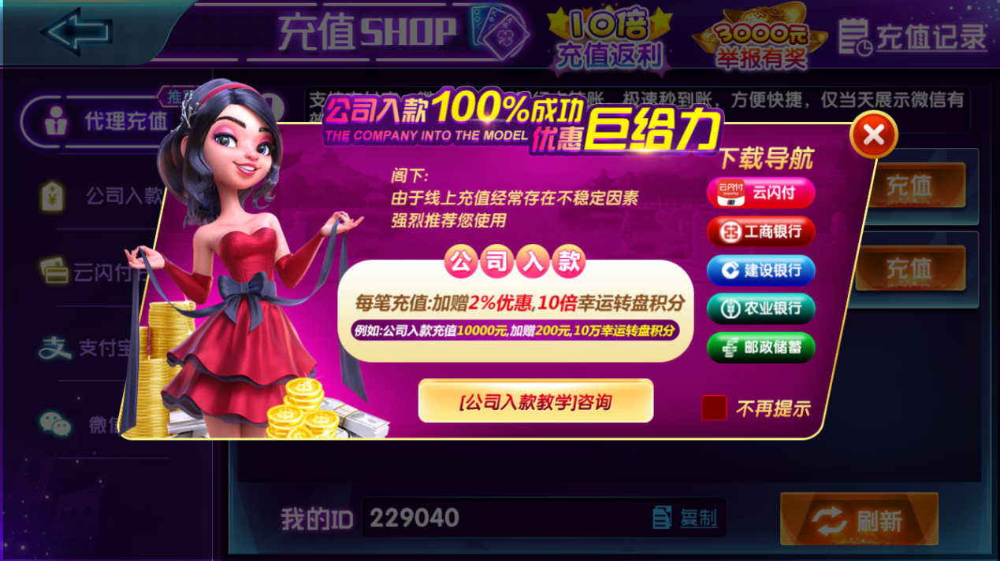 充值SHOP
10倍
充值返利
3000元
举报有奖
充值记录
代理充值
公司入款
云闪付
支付宝
极速秒到账，方便快捷，仅当天展示微信有
公司入款100%成功
THE COMPANY INTO THE MODEL
优惠巨给力
阁下:
由于线上充值经常存在不稳定因素
强烈推荐您使用
公司入款
每笔充值:加赠2%优惠,10倍幸运转盘积分
例如:公司入款充值10000元,加赠200元,10万幸运转盘积分
[公司入款教学]咨询
下载导航
云闪付
云闪付
工商银行
建设银行
农业银行
邮政储蓄
不再提示
充值
充值
我的ID
229040
复制
刷新